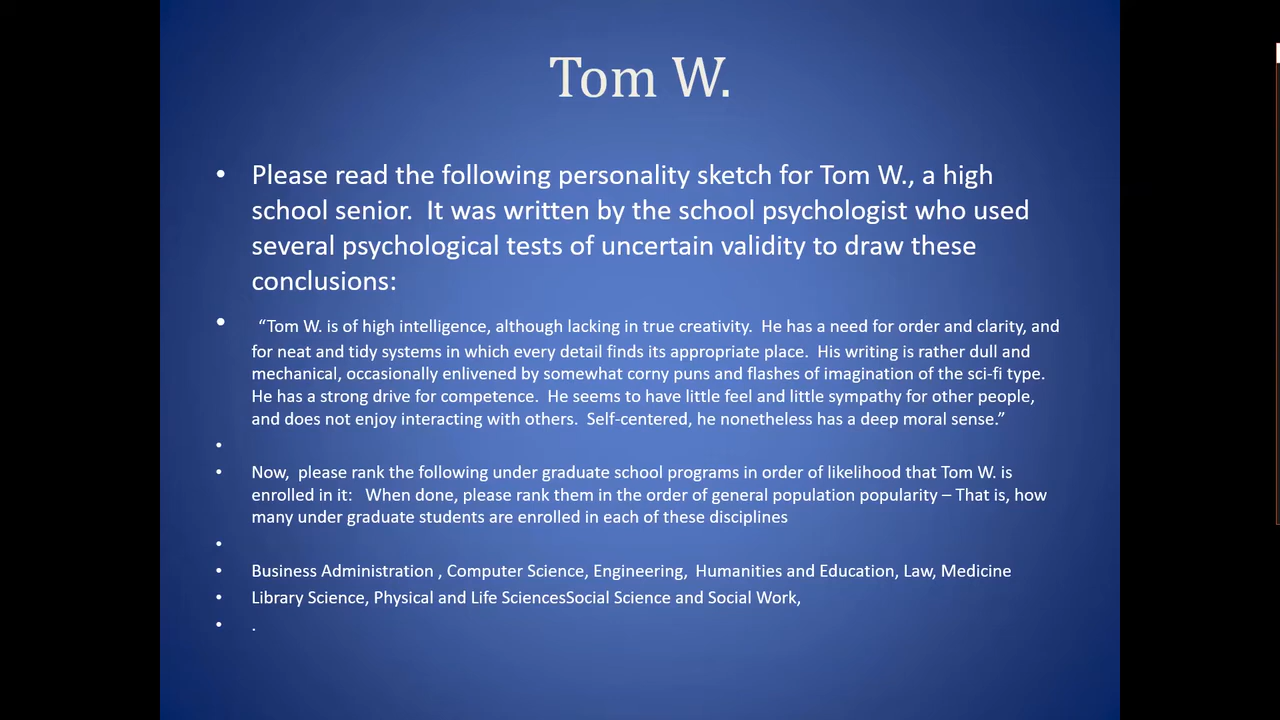 Tom W.
• Please read the following personality sketch for Tom W., a high
school senior.  It was written by the school psychologist who used
several psychological tests of uncertain validity to draw these
conclusions:
• “Tom W. is of high intelligence, although lacking in true creativity.  He has a need for order and clarity, and
for neat and tidy systems in which every detail finds its appropriate place.  His writing is rather dull and
mechanical, occasionally enlivened by somewhat corny puns and flashes of imagination of the sci-fi type.
He has a strong drive for competence.  He seems to have little feel and little sympathy for other people,
and does not enjoy interacting with others.  Self-centered, he nonetheless has a deep moral sense.”
•
• Now,  please rank the following under graduate school programs in order of likelihood that Tom W. is
enrolled in it:   When done, please rank them in the order of general population popularity – That is, how
many under graduate students are enrolled in each of these disciplines
•
• Business Administration , Computer Science, Engineering,  Humanities and Education, Law, Medicine
• Library Science, Physical and Life SciencesSocial Science and Social Work,
• .